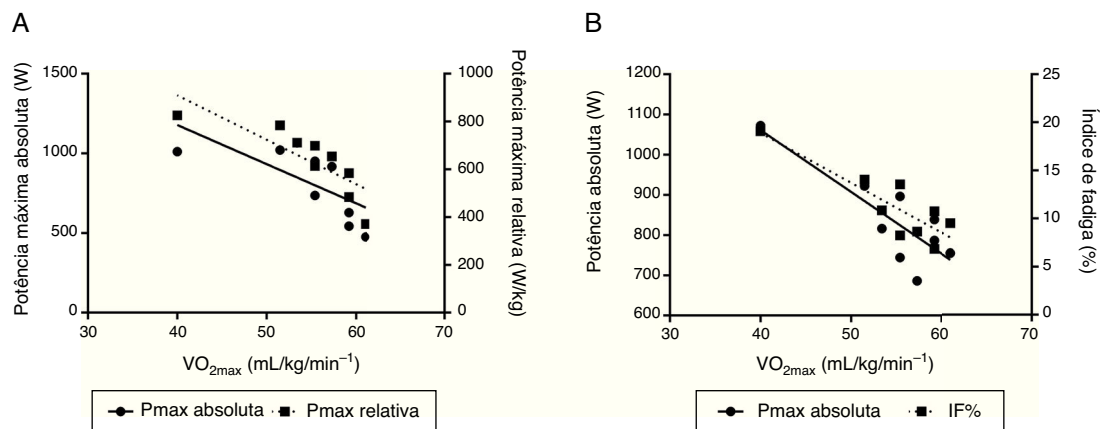 A
B
Potência máxima absoluta (W)
1500
1000
500
0
30
40
50
60
70
1000
800
600
400
200
0
Potência máxima relativa (W/kg)
VO2max (mL/kg/min−1)
Pmax absoluta
Pmax relativa
Potência absoluta (W)
1200
1100
1000
900
800
700
600
30
40
50
60
70
25
20
15
10
5
0
Índice de fadiga (%)
VO2max (mL/kg/min−1)
Pmax absoluta
IF%